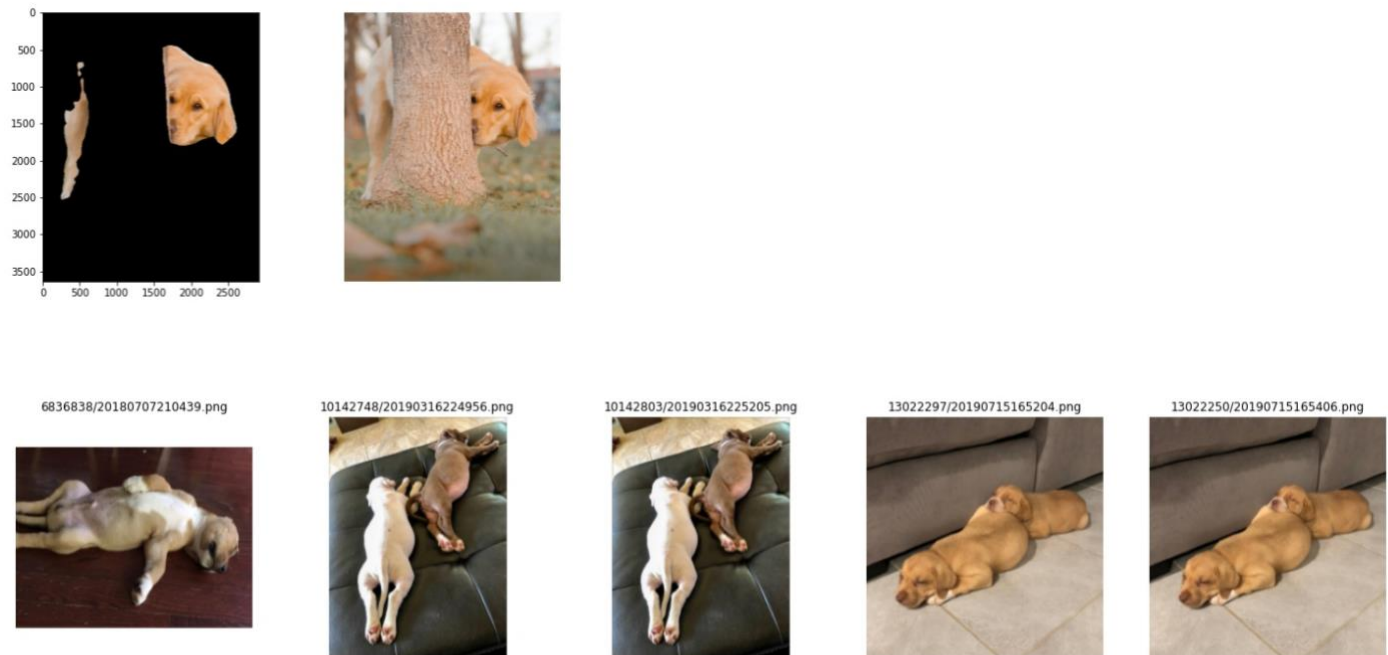 0
500
1000
1500
2000
2500
3000
3500
0 500 1000 1500 2000 2500
6836838/20180707210439.png
10142748/20190316224956.png
10142803/20190316225205.png
13022297/20190715165204.png
13022250/20190715165406.png